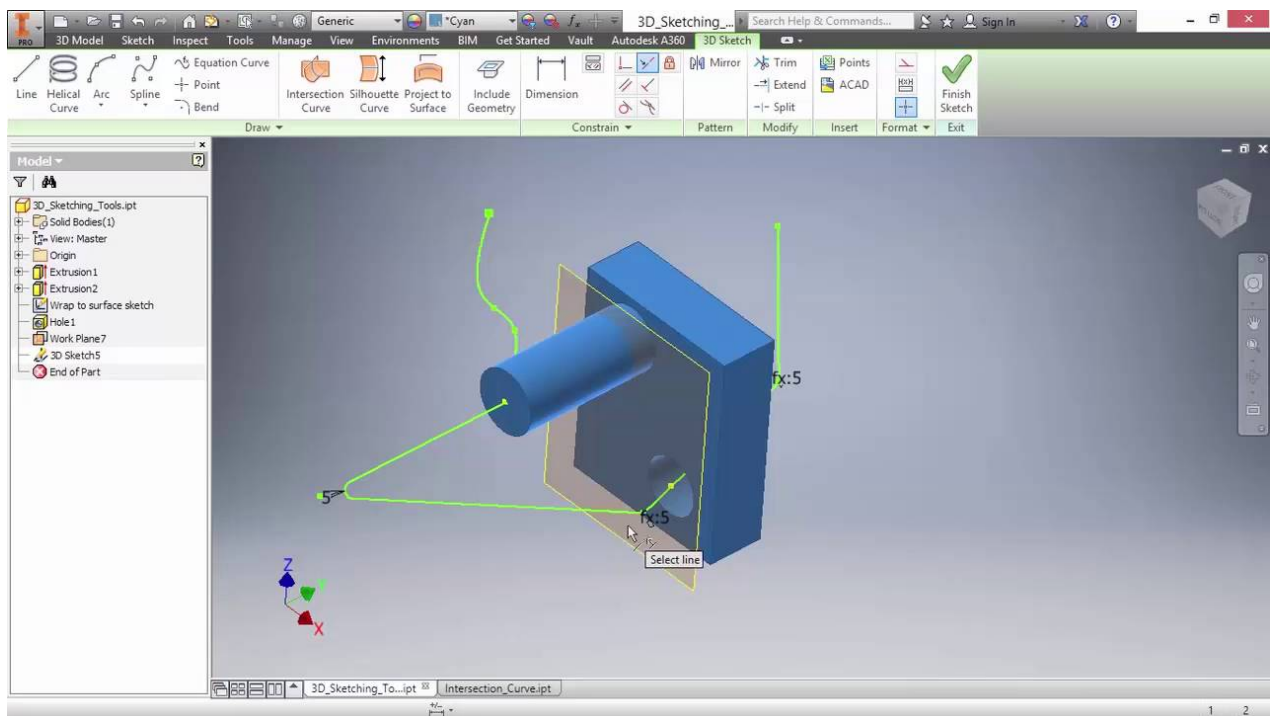 Generic *Cyan 3D_Sketching_... Search Help & Commands... Sign In
PRO 3D Model Sketch Inspect Tools Manage View Environments BIM Get Started Vault Autodesk A360 3D Sketch
Equation Curve Mirror Trim Points
Line Helical Curve Arc Spline Point Intersection Curve Silhouette Curve Project to Surface Include Geometry Dimension Extend ACAD Finish Sketch
Bend Split
Draw Constrain Pattern Modify Insert Format Exit
Model
3D_Sketching_Tools.ipt
Solid Bodies(1)
View: Master
Origin
Extrusion1
Extrusion2
Wrap to surface sketch
Hole1
Work Plane7
3D Sketch5
End of Part
fx:5
5
fx:5
Select line
Z
X
3D_Sketching_To...ipt Intersection_Curve.ipt
1 2